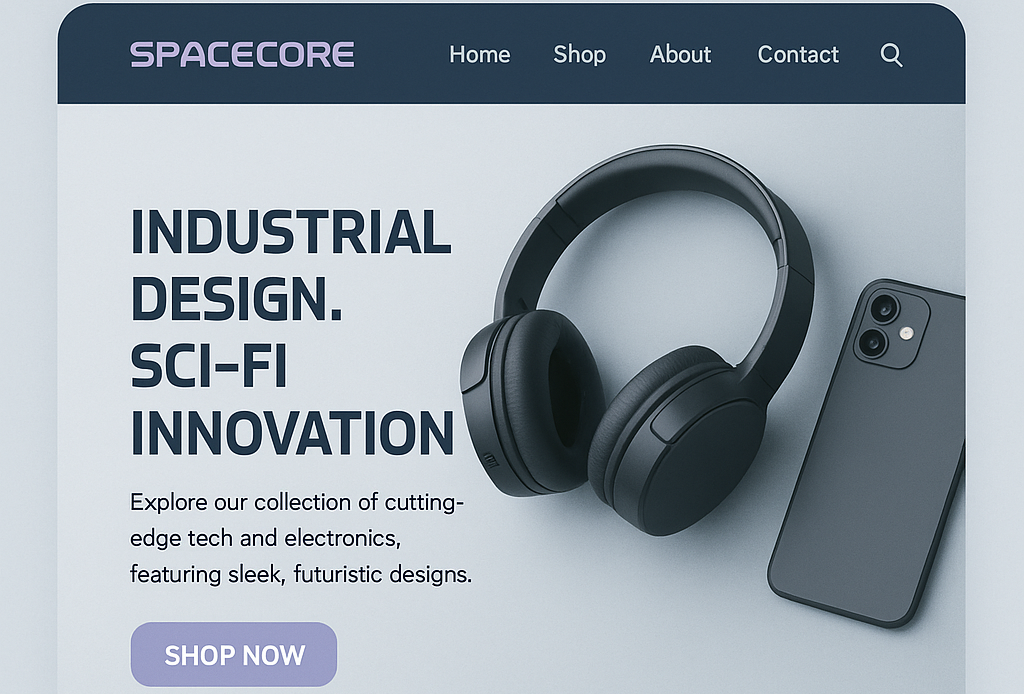 SPACECORE
Home Shop About Contact
INDUSTRIAL
DESIGN.
SCI-FI
INNOVATION
Explore our collection of cutting-
edge tech and electronics,
featuring sleek, futuristic designs.
SHOP NOW